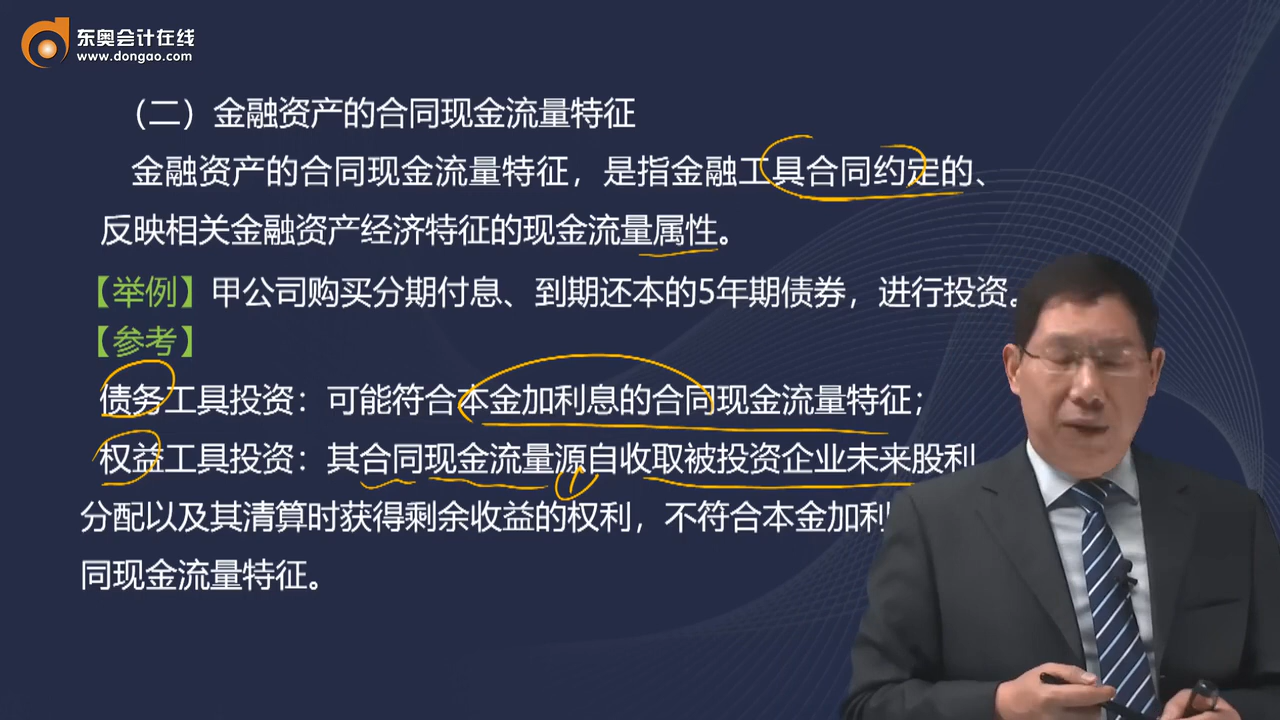 东奥会计在线
www.dongao.com
（二）金融资产的合同现金流量特征
金融资产的合同现金流量特征，是指金融工具合同约定的、
反映相关金融资产经济特征的现金流量属性。
【举例】甲公司购买分期付息、到期还本的5年期债券，进行投资。
【参考】
债务工具投资：可能符合本金加利息的合同现金流量特征；
权益工具投资：其合同现金流量源自收取被投资企业未来股利
分配以及其清算时获得剩余收益的权利，不符合本金加利
同现金流量特征。